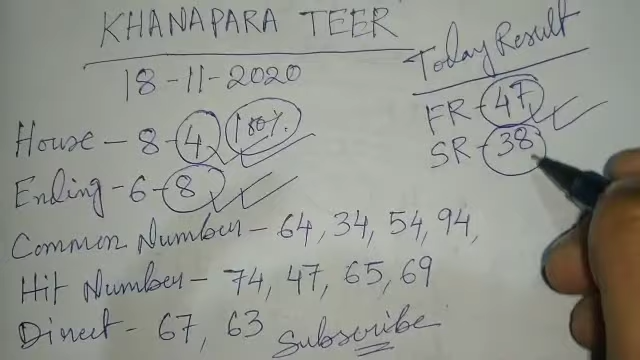 KHANAPARA TEER
18-11-2020
Today Result
FR - 47
SR - 38
House - 8 - 4 100%
Ending - 6 - 8
Common Number - 64, 34, 54, 94,
Hit Number - 74, 47, 65, 69
Direct - 67, 63 Subscribe